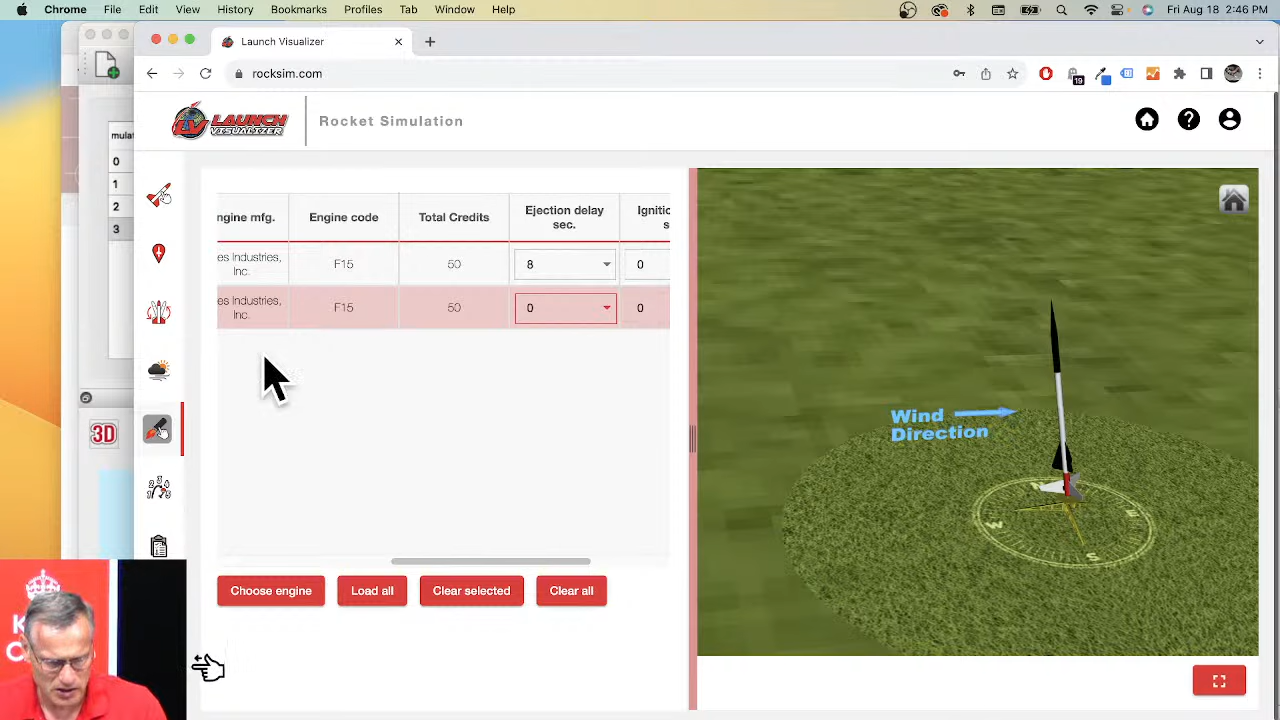 Chrome File Edit View History Bookmarks Profiles Tab Window Help Fri Aug 18 2:46 PM
Launch Visualizer
rocksim.com
19
LAUNCH
VISUALIZER
Rocket Simulation
mulat
0
1
2
3
3D
ngine mfg. Engine code Total Credits Ejection delay sec. Ignitic s
es Industries, Inc. F15 50 8 0
es Industries, Inc. F15 50 0 0
Wind
Direction
W E S
Choose engine Load all Clear selected Clear all
K
C